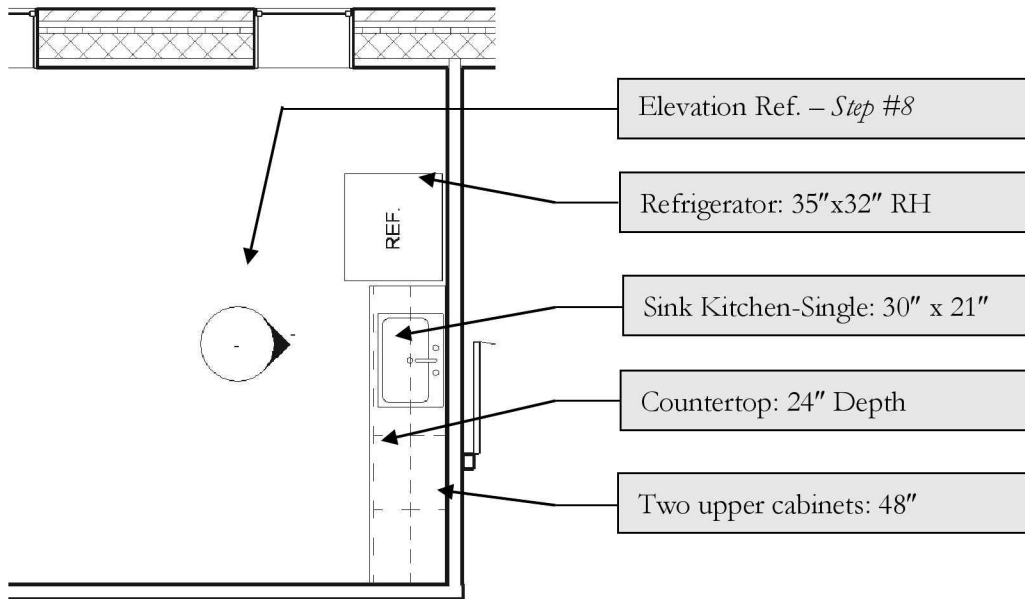 Elevation Ref. – Step #8
Refrigerator: 35"x32" RH
REF.
Sink Kitchen-Single: 30" x 21"
Countertop: 24" Depth
Two upper cabinets: 48"